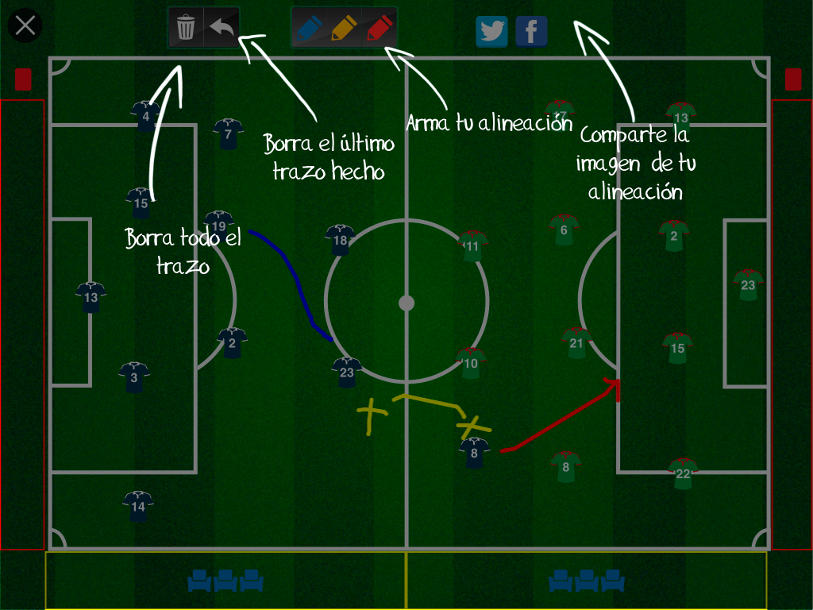 Borra el último
trazo hecho
Arma tu alineación
Comparte la
imagen de tu
alineación
Borra todo el
trazo
4
7
15
19
18
13
2
3
23
14
8
17
13
11
6
2
23
10
21
15
8
22
f